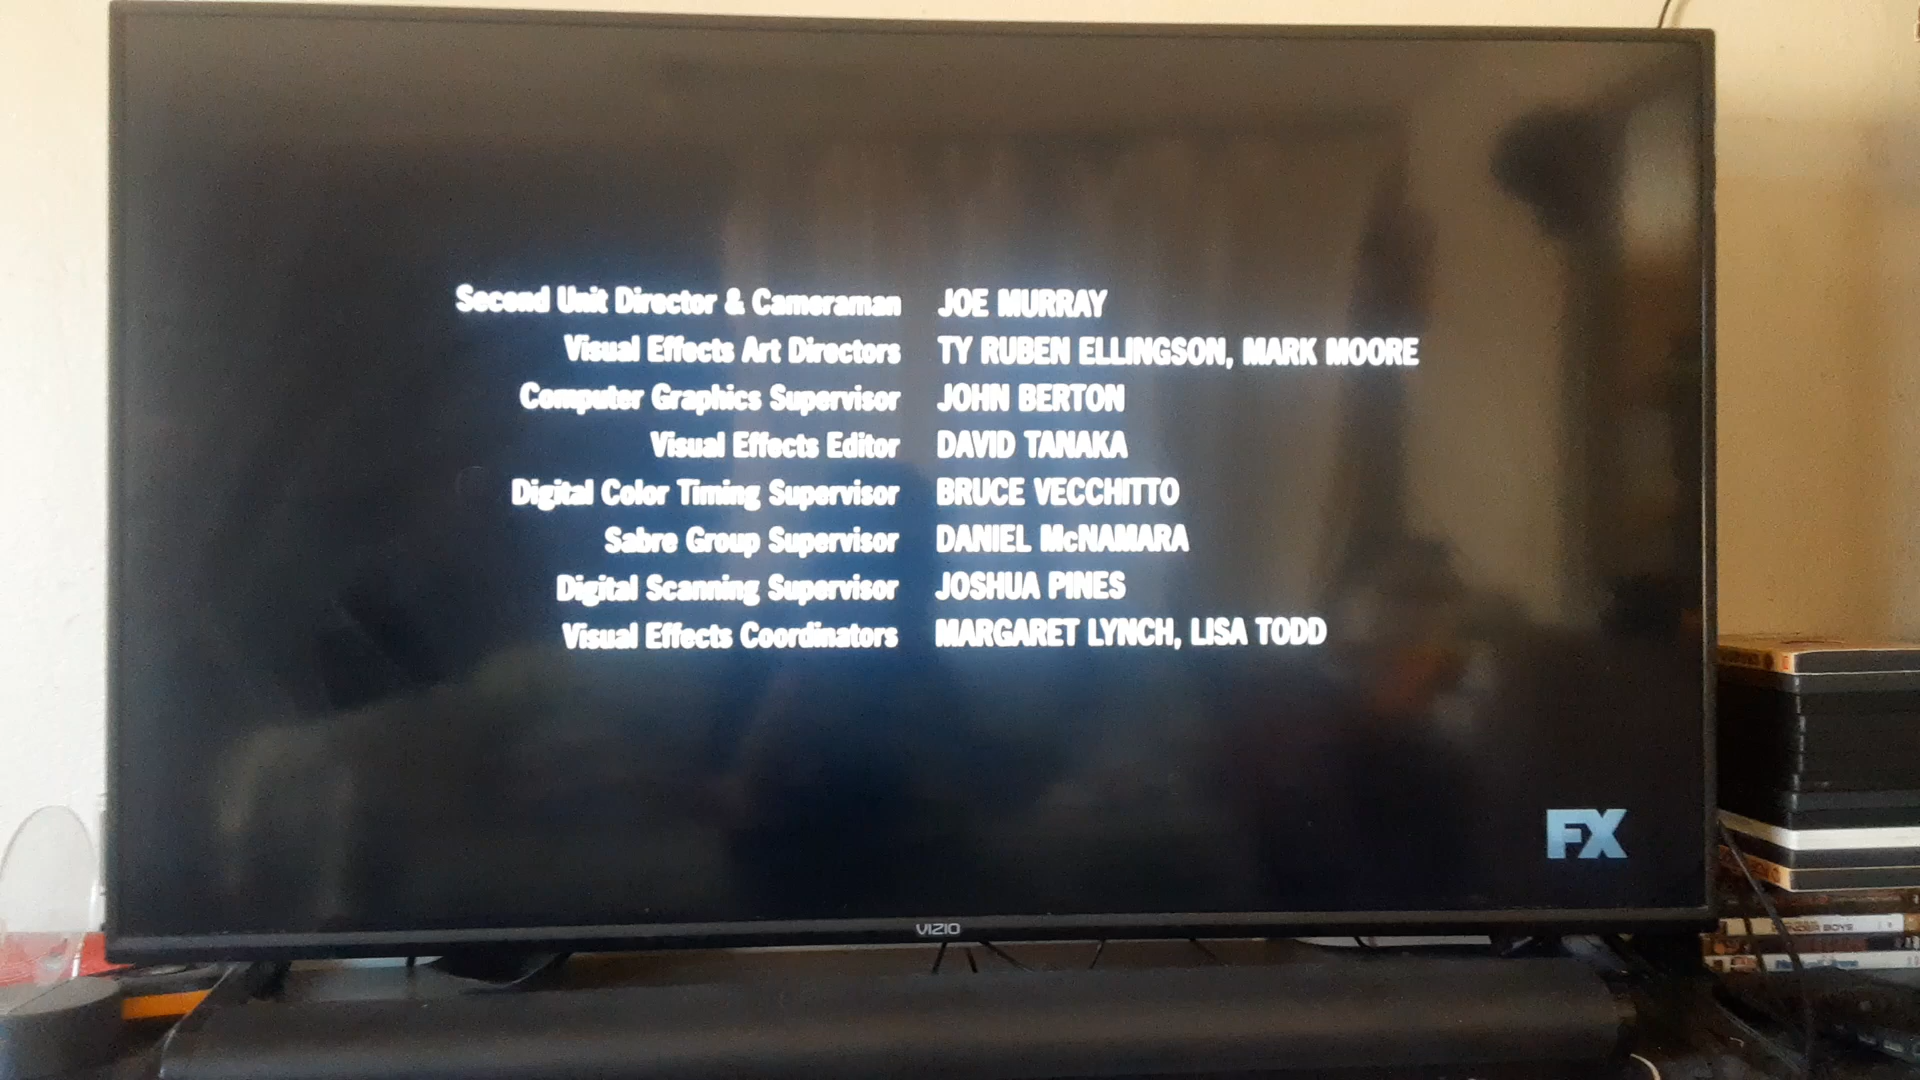 Second Unit Director & Cameraman JOE MURRAY
Visual Effects Art Directors TY RUBEN ELLINGSON, MARK MOORE
Computer Graphics Supervisor JOHN BERTON
Visual Effects Editor DAVID TANAKA
Digital Color Timing Supervisor BRUCE VECCHITTO
Sabre Group Supervisor DANIEL McNAMARA
Digital Scanning Supervisor JOSHUA PINES
Visual Effects Coordinators MARGARET LYNCH, LISA TODD
FX
VIZIO
WONDER BOYS